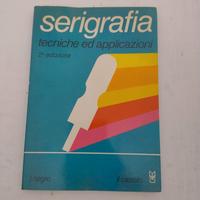 serigrafia
tecniche ed applicazioni
2ª edizione